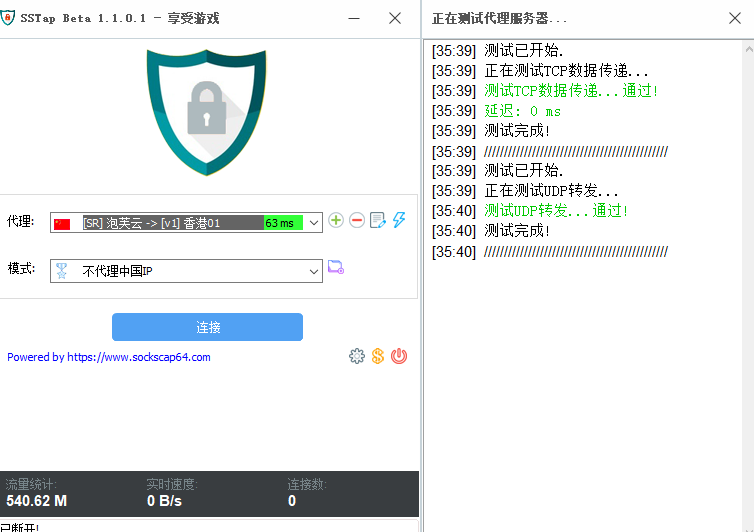 SSTap Beta 1.1.0.1 - 享受游戏
代理:
[SR] 泡芙云 -> [v1] 香港01
63 ms
模式:
不代理中国IP
连接
Powered by https://www.sockscap64.com
流量统计:
540.62 M
实时速度:
0 B/s
连接数:
0
已断开!
正在测试代理服务器...
[35:39] 测试已开始.
[35:39] 正在测试TCP数据传递...
[35:39] 测试TCP数据传递...通过!
[35:39] 延迟: 0 ms
[35:39] 测试完成!
[35:39] //////////////////////////////////////////////
[35:39] 测试已开始.
[35:39] 正在测试UDP转发...
[35:40] 测试UDP转发...通过!
[35:40] 测试完成!
[35:40] //////////////////////////////////////////////